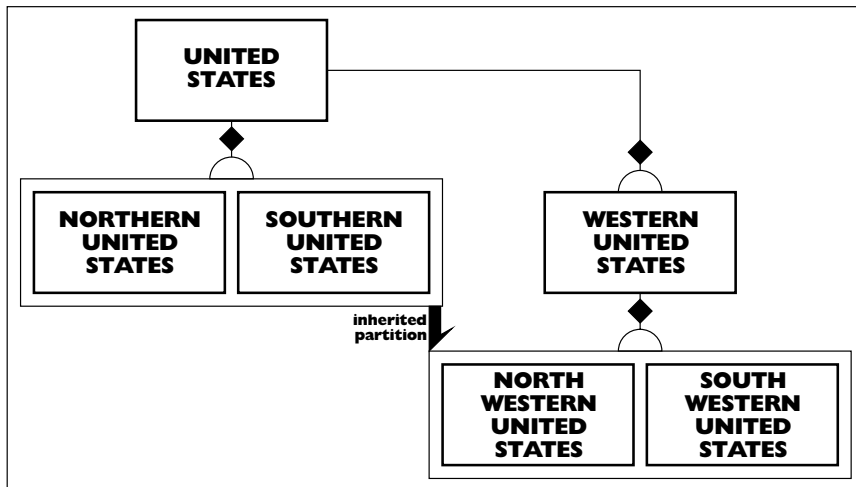 UNITED
STATES
NORTHERN
UNITED
STATES
SOUTHERN
UNITED
STATES
WESTERN
UNITED
STATES
inherited
partition
NORTH
WESTERN
UNITED
STATES
SOUTH
WESTERN
UNITED
STATES